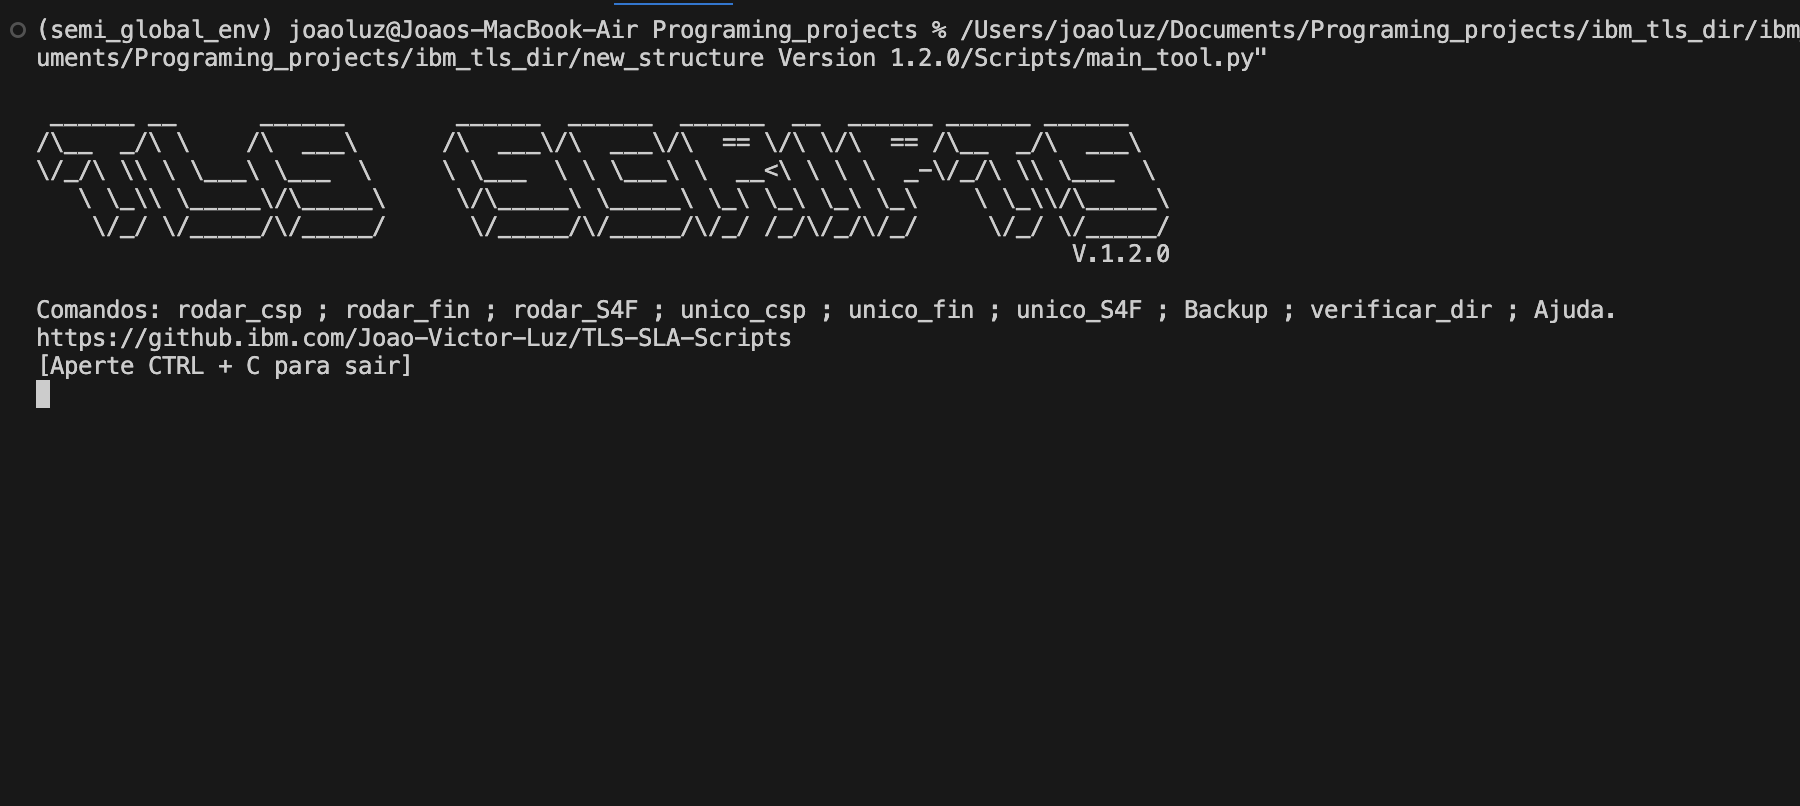 (semi_global_env) joaoluz@Joaos-MacBook-Air Programing_projects % /Users/joaoluz/Documents/Programing_projects/ibm_tls_dir/ibm
uments/Programing_projects/ibm_tls_dir/new_structure Version 1.2.0/Scripts/main_tool.py"
TLS SCRIPTS
V.1.2.0
Comandos: rodar_csp ; rodar_fin ; rodar_S4F ; unico_csp ; unico_fin ; unico_S4F ; Backup ; verificar_dir ; Ajuda.
https://github.ibm.com/Joao-Victor-Luz/TLS-SLA-Scripts
[Aperte CTRL + C para sair]